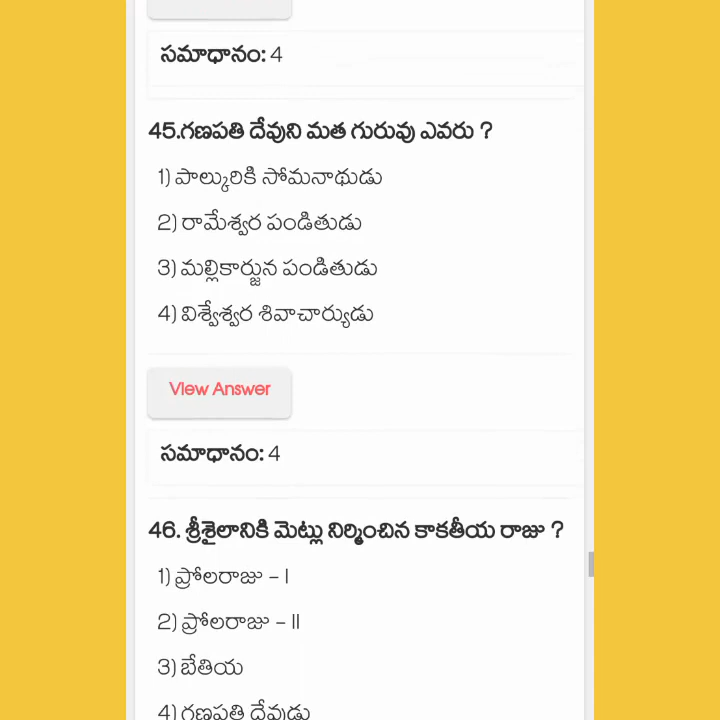 సమాధానం: 4
45.గణపతి దేవుని మత గురువు ఎవరు ?
1) పాల్కురికి సోమనాథుడు
2) రామేశ్వర పండితుడు
3) మల్లికార్జున పండితుడు
4) విశ్వేశ్వర శివాచార్యుడు
View Answer
సమాధానం: 4
46. శ్రీశైలానికి మెట్లు నిర్మించిన కాకతీయ రాజు ?
1) ప్రోలరాజు – I
2) ప్రోలరాజు – II
3) బేతియ
4) గణపతి దేవుడు